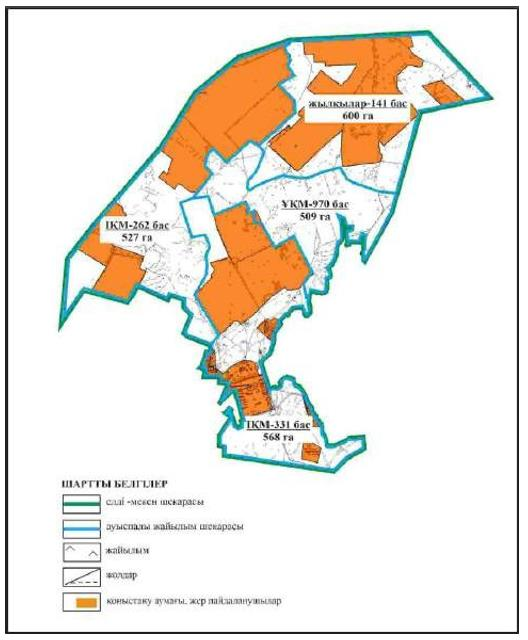 жылқылар-141 бас
600 га
ҰҚМ-970 бас
509 га
ІҚМ-262 бас
527 га
ІҚМ-331 бас
568 га
ШАРТТЫ БЕЛГІЛЕР
елді -мекен шекарасы
ауыспалы жайылым шекарасы
жайылым
жолдар
қоныстану аумағы, жер пайдаланушылар